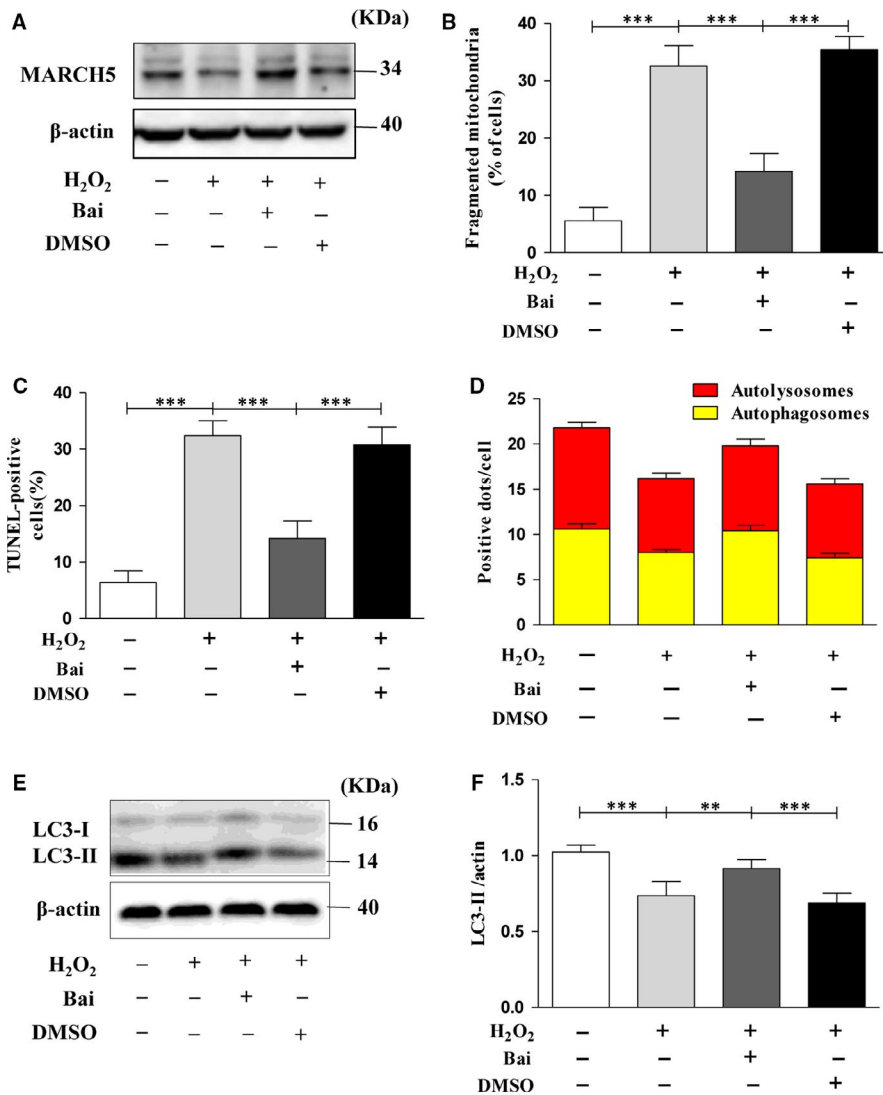 A
(KDa)
MARCH5
34
β-actin
40
H₂O₂ – + + +
Bai – – + –
DMSO – – – +
B
Fragmented mitochondria
(% of cells)
40
30
20
10
0
*** *** ***
H₂O₂ – + + +
Bai – – + –
DMSO – – – +
C
TUNEL-positive
cells(%)
40
30
20
10
0
*** *** ***
H₂O₂ – + + +
Bai – – + –
DMSO – – – +
D
Autolysosomes
Autophagosomes
Positive dots/cell
25
20
15
10
5
0
H₂O₂ – + + +
Bai – – + –
DMSO – – – +
E
(KDa)
LC3-I
16
LC3-II
14
β-actin
40
H₂O₂ – + + +
Bai – – + –
DMSO – – – +
F
LC3-II /actin
1.5
1.0
0.5
0.0
*** ** ***
H₂O₂ – + + +
Bai – – + –
DMSO – – – +